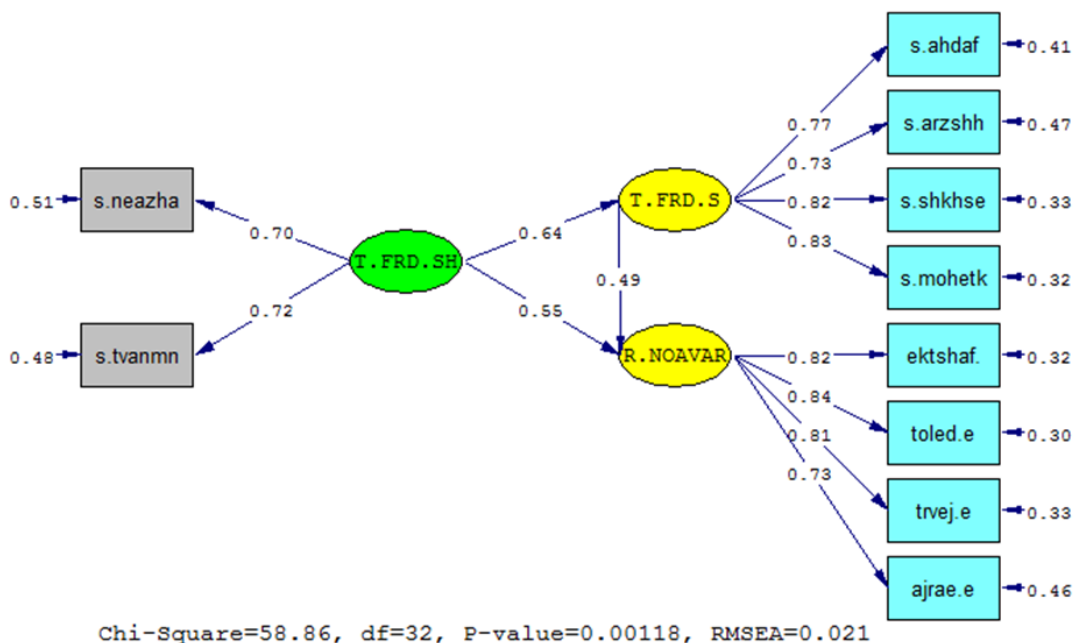 s.ahdaf
0.41
0.77
s.arzshh
0.47
0.73
0.51
s.neazha
0.70
T.FRD.SH
0.64
T.FRD.S
0.82
s.shkhse
0.33
0.83
0.49
s.mohetk
0.32
0.72
0.55
0.48
s.tvanmn
R.NOAVAR
0.82
ektshaf.
0.32
0.84
toled.e
0.30
0.81
0.73
trvej.e
0.33
ajrae.e
0.46
Chi-Square=58.86, df=32, P-value=0.00118, RMSEA=0.021